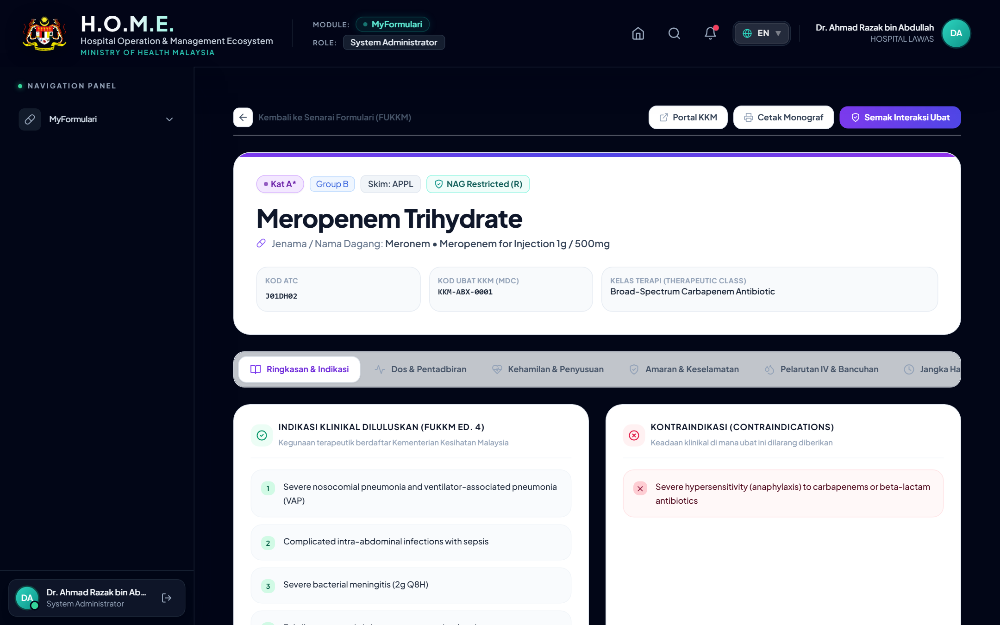 H.O.M.E.
Hospital Operation & Management Ecosystem
MINISTRY OF HEALTH MALAYSIA
MODULE: MyFormulari
ROLE: System Administrator
EN
Dr. Ahmad Razak bin Abdullah
HOSPITAL LAWAS
DA
NAVIGATION PANEL
MyFormulari
Kembali ke Senarai Formulari (FUKKM)
Portal KKM
Cetak Monograf
Semak Interaksi Ubat
Kat A*
Group B
Skim: APPL
NAG Restricted (R)
Meropenem Trihydrate
Jenama / Nama Dagang: Meronem • Meropenem for Injection 1g / 500mg
KOD ATC
J01DH02
KOD UBAT KKM (MDC)
KKM-ABX-0001
KELAS TERAPI (THERAPEUTIC CLASS)
Broad-Spectrum Carbapenem Antibiotic
Ringkasan & Indikasi
Dos & Pentadbiran
Kehamilan & Penyusuan
Amaran & Keselamatan
Pelarutan IV & Bancuhan
Jangka Ha
INDIKASI KLINIKAL DILULUSKAN (FUKKM ED. 4)
Kegunaan terapeutik berdaftar Kementerian Kesihatan Malaysia
1 Severe nosocomial pneumonia and ventilator-associated pneumonia
(VAP)
2 Complicated intra-abdominal infections with sepsis
3 Severe bacterial meningitis (2g Q8H)
KONTRAINDIKASI (CONTRAINDICATIONS)
Keadaan klinikal di mana ubat ini dilarang diberikan
Severe hypersensitivity (anaphylaxis) to carbapenems or beta-lactam
antibiotics
DA
Dr. Ahmad Razak bin Ab...
System Administrator